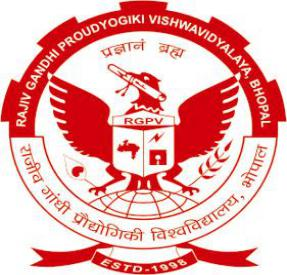 RAJIV GANDHI PROUDYOGIKI VISHWAVIDYALAYA, BHOPAL
प्रज्ञानं ब्रह्म
RGPV
राजीव गांधी प्रौद्योगिकी विश्वविद्यालय, भोपाल
ESTD-1998